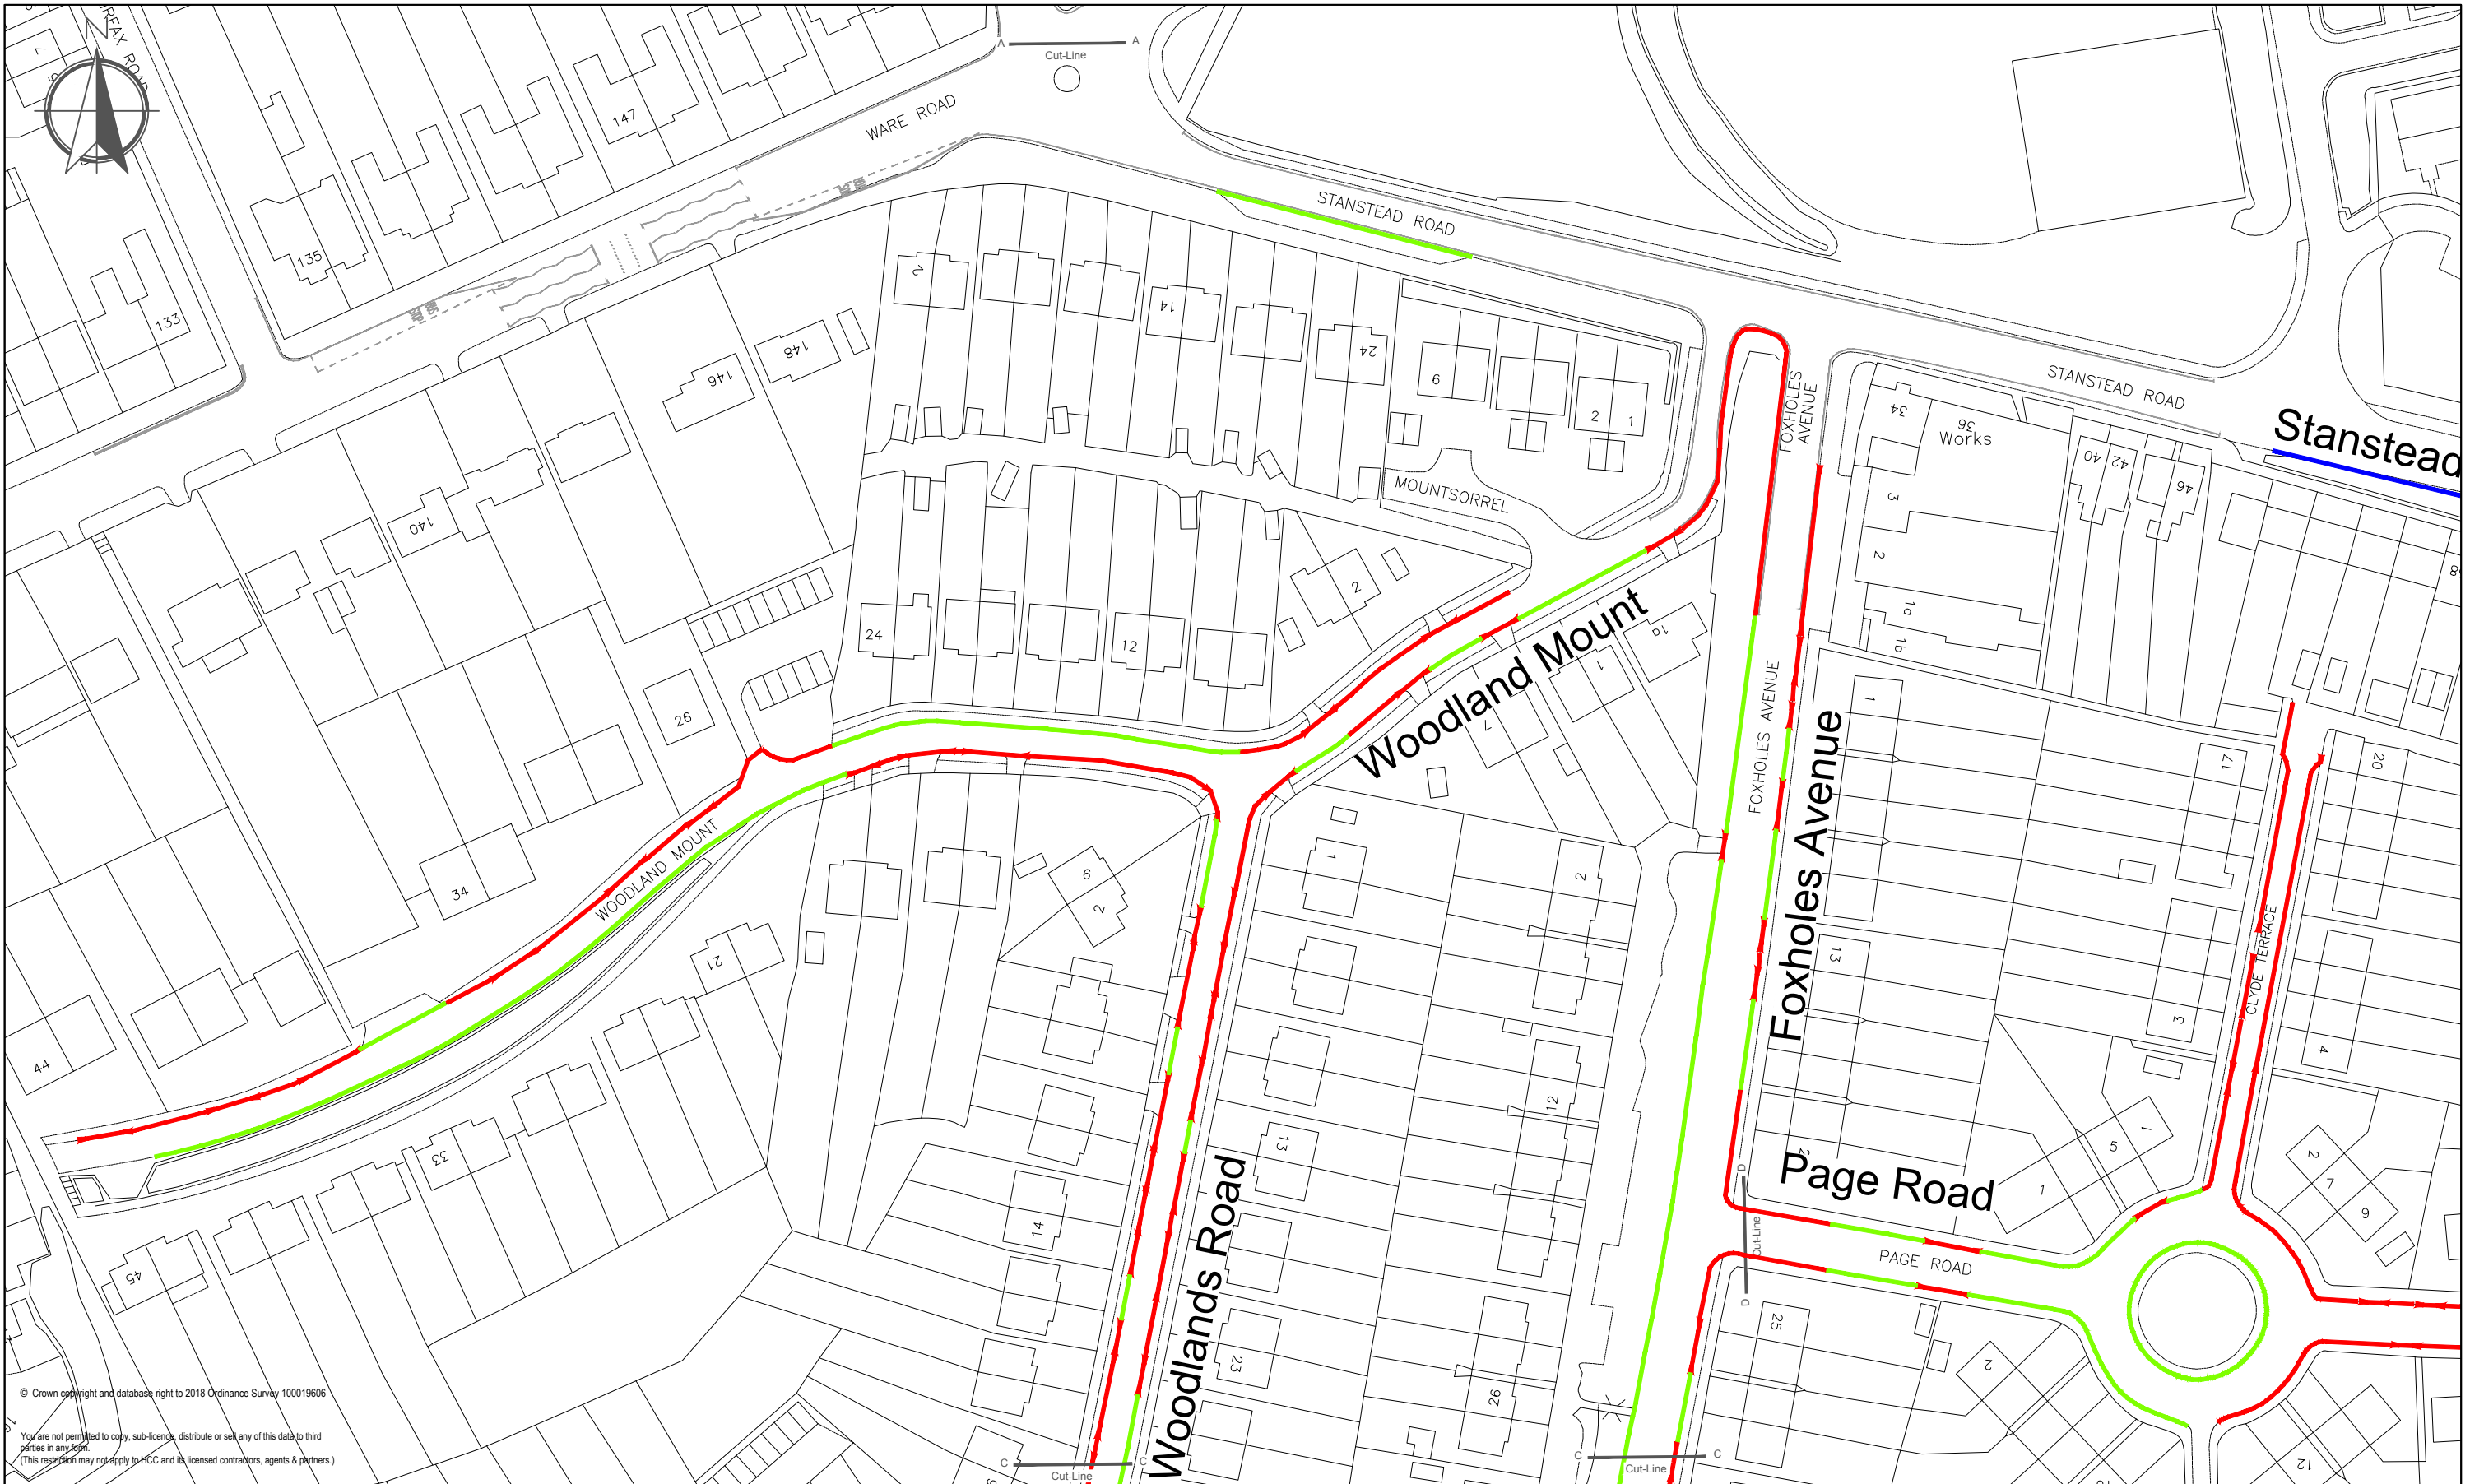 N
A
A
Cut-Line
WARE ROAD
147
135
133
STANSTEAD ROAD
2
14
24
6
2
1
148
146
140
MOUNTSORREL
FOXHOLES
AVENUE
34
36
Works
STANSTEAD ROAD
Stanstead
40
42
46
3
2
1a
1b
24
12
2
26
34
Woodland Mount
1a
1
7
FOXHOLES AVENUE
Foxholes Avenue
1
17
20
WOODLAND MOUNT
6
2
21
1
2
13
3
4
CLYDE TERRACE
44
33
45
14
13
12
23
26
Woodlands Road
Page Road
D
Cut-Line
D
PAGE ROAD
1
5
1
2
7
9
25
2
12
© Crown copyright and database right to 2018 Ordinance Survey 100019606
You are not permitted to copy, sub-licence, distribute or sell any of this data to third
parties in any form.
(This restriction may not apply to HCC and its licensed contractors, agents & partners.)
C
C
Cut-Line
C
C
Cut-Line